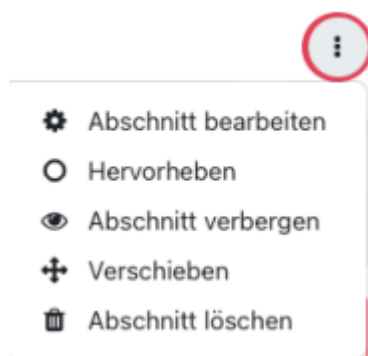 Abschnitt bearbeiten
Hervorheben
Abschnitt verbergen
Verschieben
Abschnitt löschen